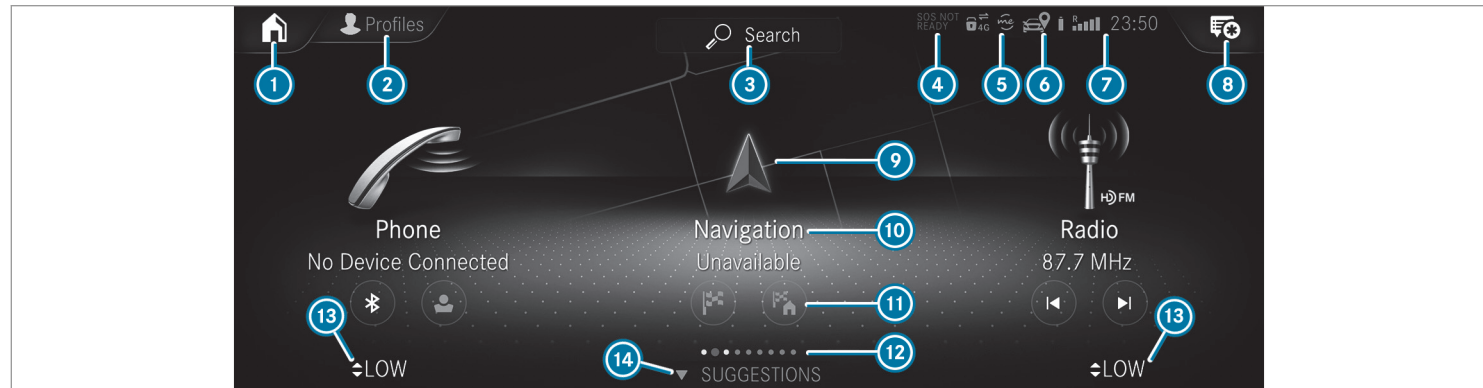 Profiles
Search
SOS NOT
READY
4G
me
R
23:50
1
2
3
4
5
6
7
8
9
HD FM
Phone
Navigation
10
Radio
No Device Connected
Unavailable
87.7 MHz
11
13
13
12
14
LOW
LOW
SUGGESTIONS